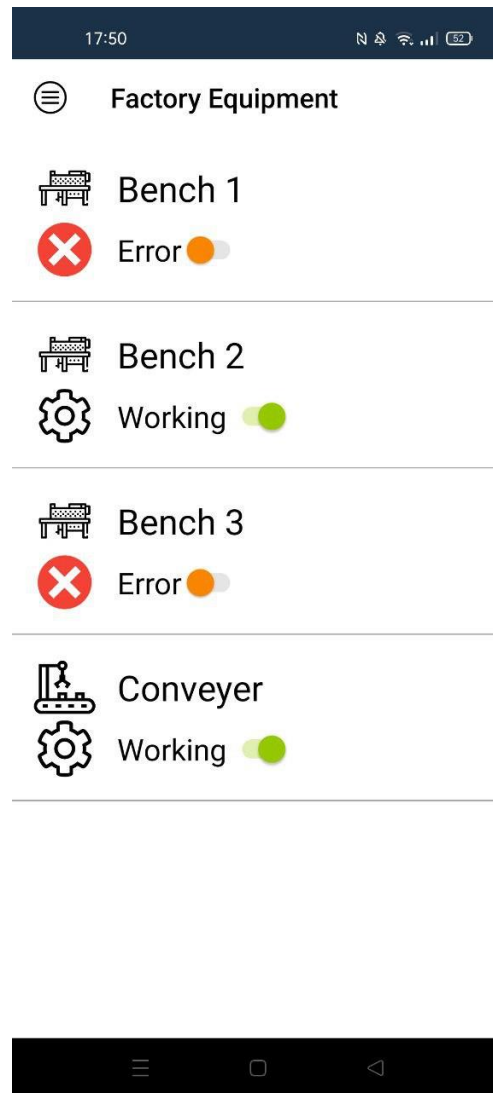 17:50 52
Factory Equipment
Bench 1
Error
Bench 2
Working
Bench 3
Error
Conveyer
Working